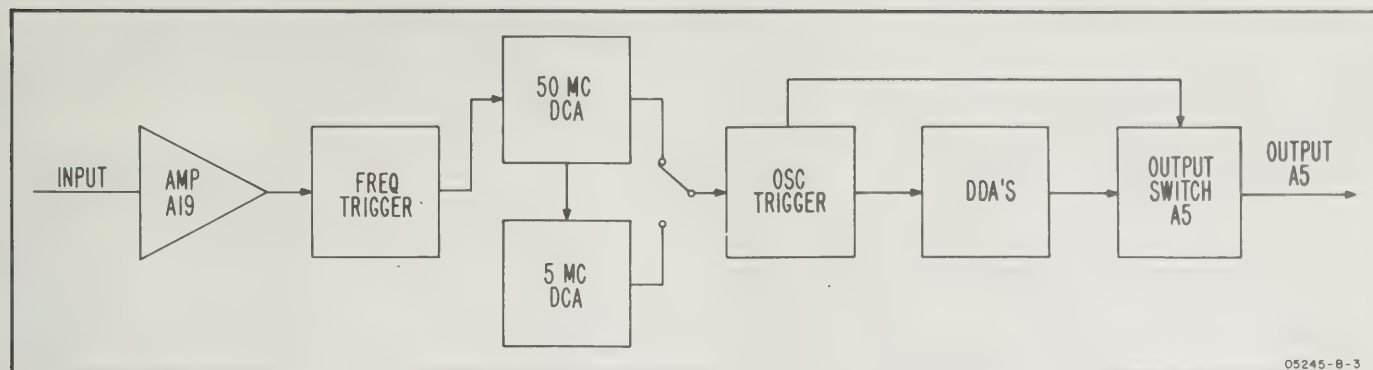 INPUT
AMP
A19
FREQ
TRIGGER
50 MC
DCA
5 MC
DCA
OSC
TRIGGER
DDA'S
OUTPUT
SWITCH
A5
OUTPUT
A5
05245-B-3